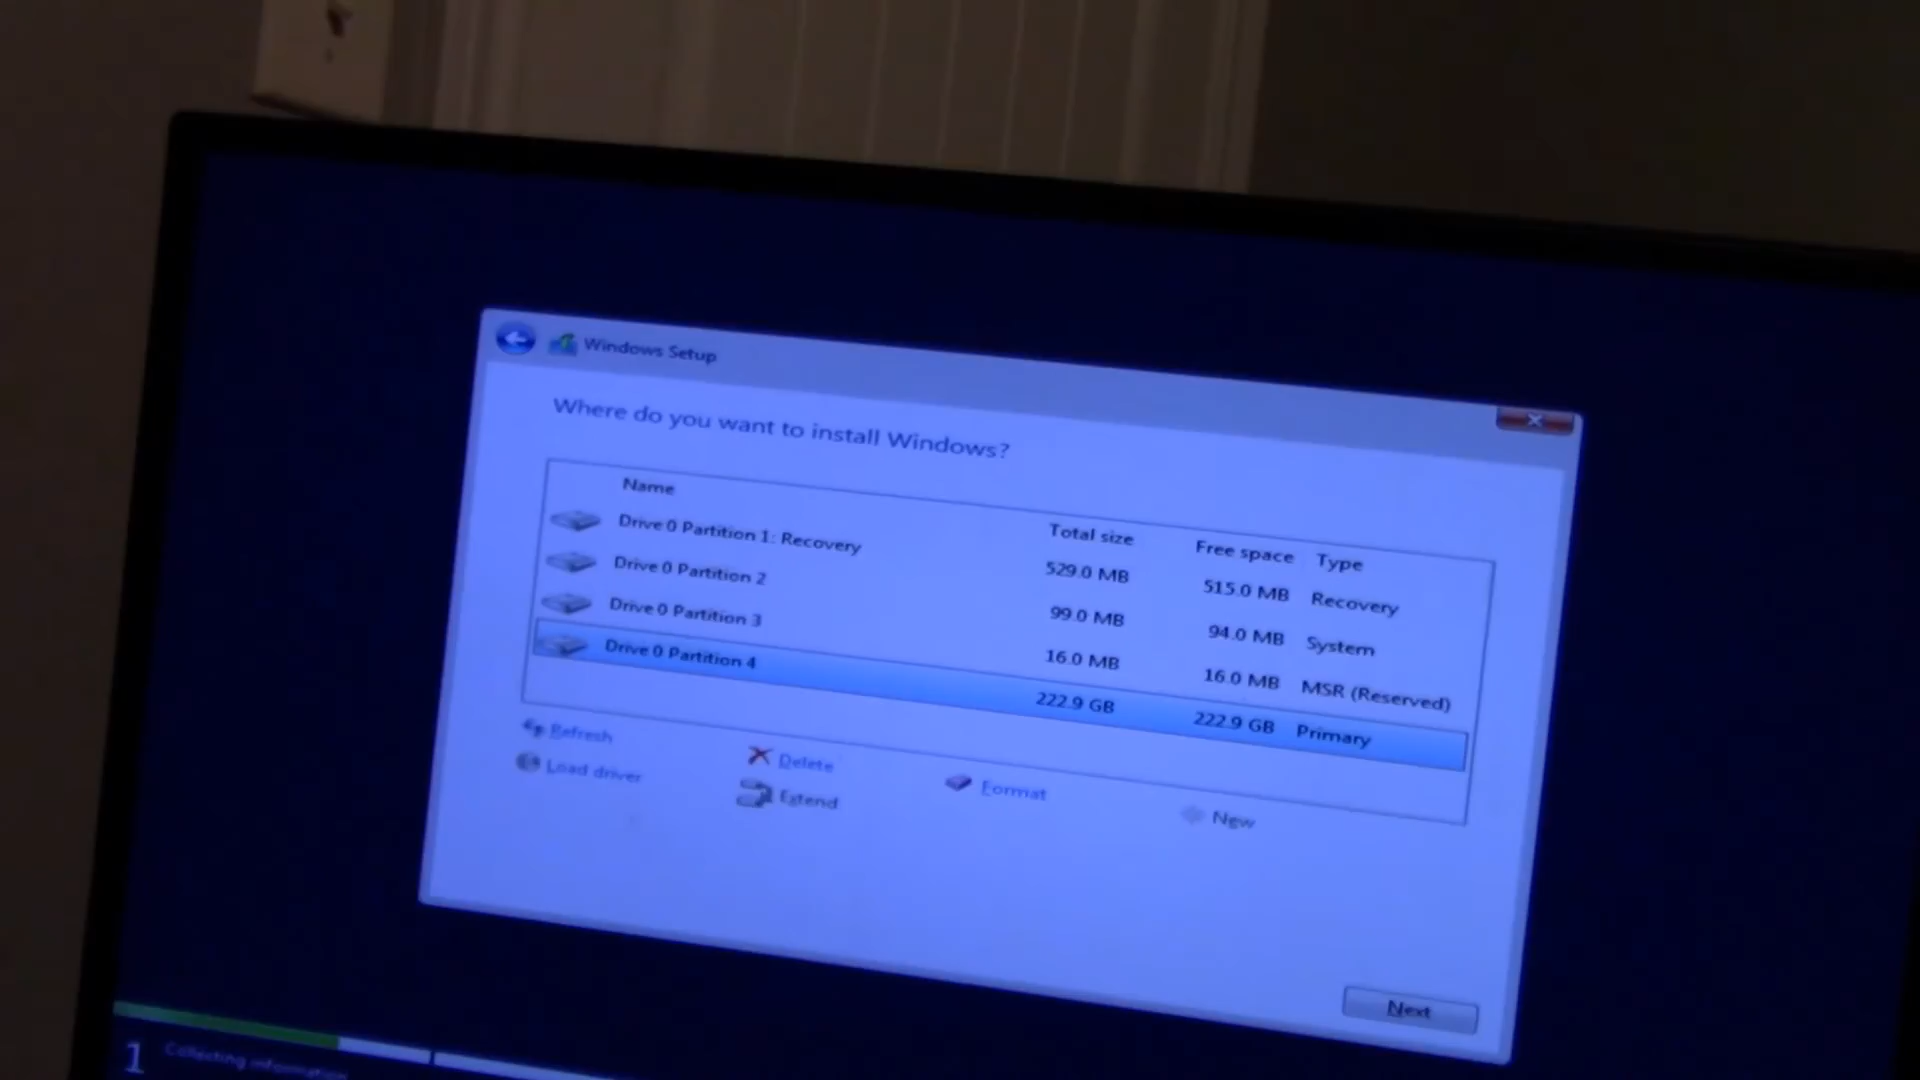 Windows Setup
Where do you want to install Windows?
Name Total size Free space Type
Drive 0 Partition 1: Recovery 529.0 MB 515.0 MB Recovery
Drive 0 Partition 2 99.0 MB 94.0 MB System
Drive 0 Partition 3 16.0 MB 16.0 MB MSR (Reserved)
Drive 0 Partition 4 222.9 GB 222.9 GB Primary
Refresh Delete Format New
Load driver Extend
Next
1 Collecting information